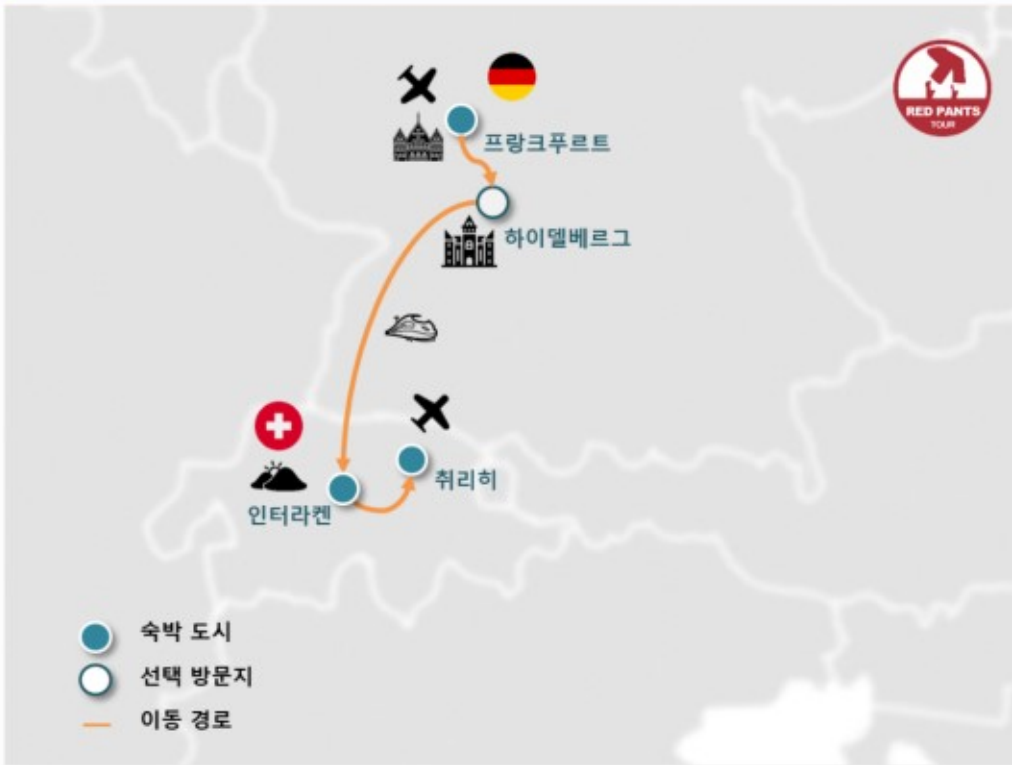 RED PANTS
TOUR
프랑크푸르트
하이델베르그
취리히
인터라켄
숙박 도시
선택 방문지
이동 경로